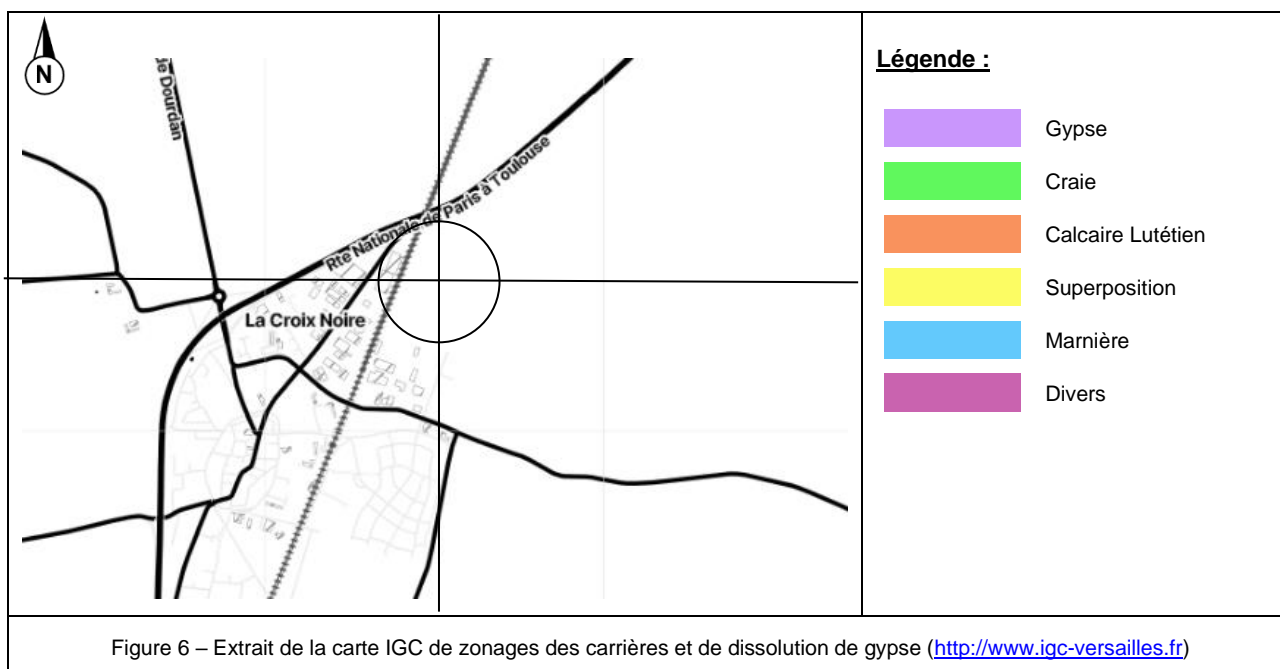 N
de Dourdan
Rte Nationale de Paris à Toulouse
La Croix Noire
Légende :
Gypse
Craie
Calcaire Lutétien
Superposition
Marnière
Divers
Figure 6 – Extrait de la carte IGC de zonages des carrières et de dissolution de gypse (http://www.igc-versailles.fr)